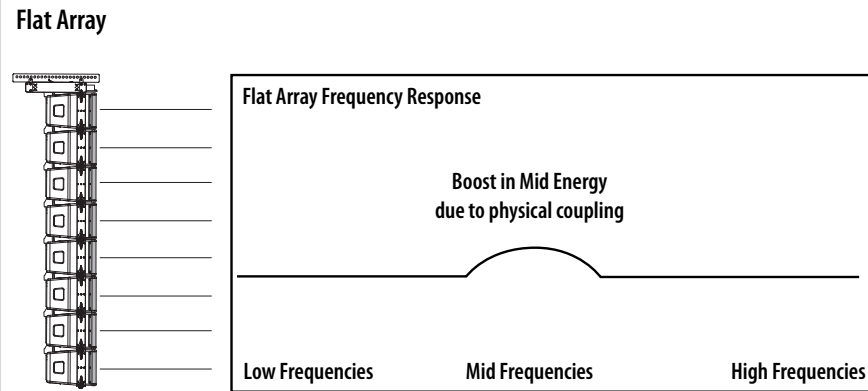 Flat Array
Flat Array Frequency Response
Boost in Mid Energy
due to physical coupling
Low Frequencies
Mid Frequencies
High Frequencies